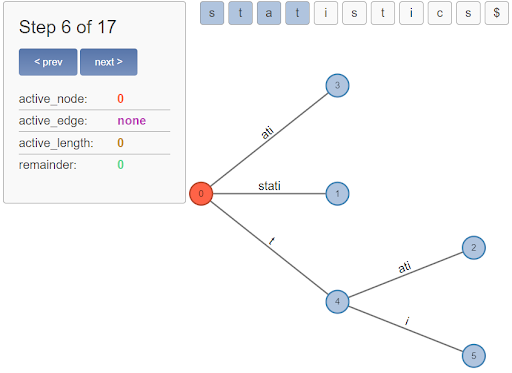 Step 6 of 17
s t a t i s t i c s $
< prev next >
active_node: 0
active_edge: none
active_length: 0
remainder: 0
3
ati
0 stati 1
t
2
ati
4
i
5